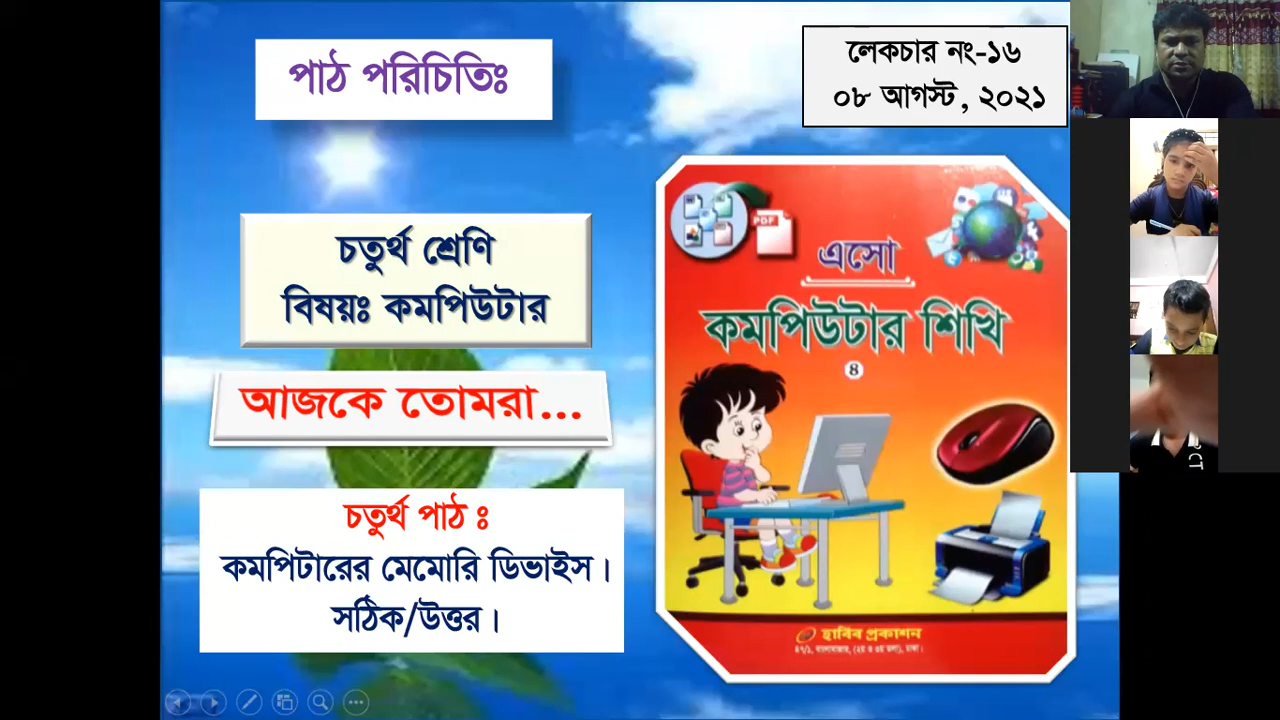 পাঠ পরিচিতিঃ
লেকচার নং-১৬
০৮ আগস্ট, ২০২১
চতুর্থ শ্রেণি
বিষয়ঃ কমপিউটার
আজকে তোমরা...
চতুর্থ পাঠ ঃ
কমপিটারের মেমোরি ডিভাইস।
সঠিক/উত্তর।
PDF
এসো
কমপিউটার শিখি
৪
হাবিব প্রকাশন